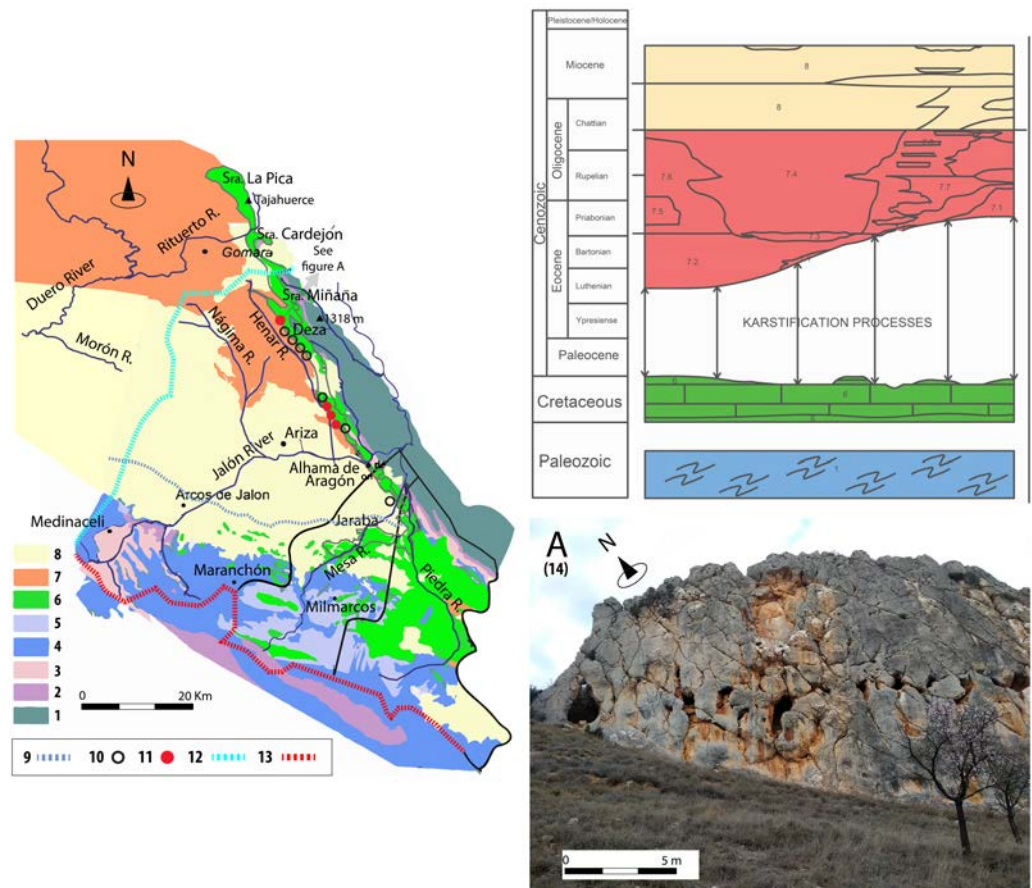 N
Sra. La Pica
Tajahuerce
Rituerto R.
Sra. Cardejón
Gómara
See
figure A
Duero River
Sra. Miñana
1318 m
Morón R.
Nágima R.
Henar R.
Deza
Ariza
Jalón River
Alhama de
Aragón
Arcos de Jalon
Medinaceli
Jaraba
Mesa R.
Piedra R.
Maranchón
Milmarcos
8
7
6
5
4
3
2
1
0 20 Km
9 10 11 12 13
Cenozoic
Pleistocene/Holocene
Miocene
Oligocene
Chattian
Rupelian
Eocene
Priabonian
Bartonian
Luthenian
Ypresiense
Paleocene
Cretaceous
Paleozoic
8
8
7.6
7.4
7.7
7.5
7.1
7.3
7.2
KARSTIFICATION PROCESSES
6
6
1
A
(14)
N
0 5 m